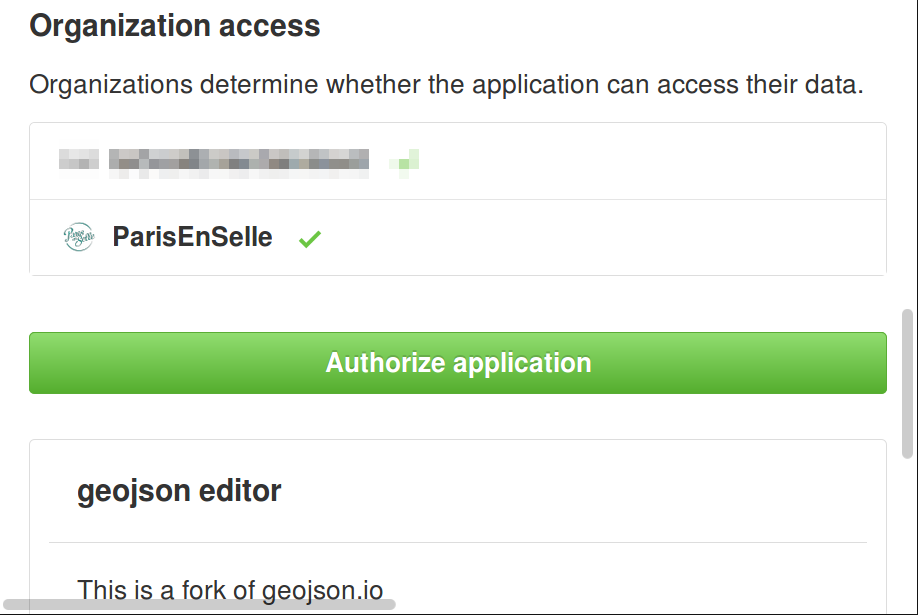 Organization access
Organizations determine whether the application can access their data.
ParisEnSelle
Authorize application
geojson editor
This is a fork of geojson.io